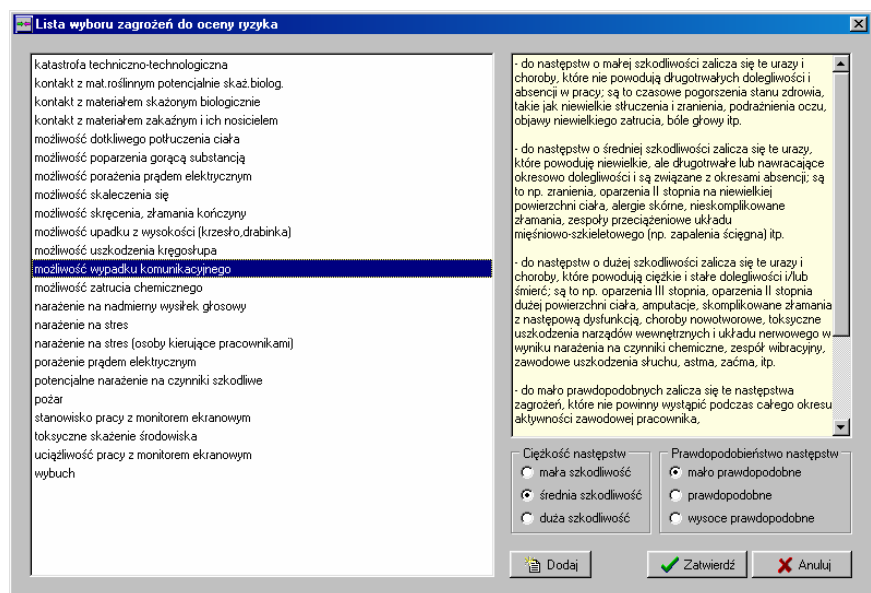 Lista wyboru zagrożeń do oceny ryzyka
katastrofa techniczno-technologiczna
kontakt z mat.roślinnym potencjalnie skaż.biolog.
kontakt z materiałem skażonym biologicznie
kontakt z materiałem zakaźnym i ich nosicielem
możliwość dotkliwego potłuczenia ciała
możliwość poparzenia gorącą substancją
możliwość porażenia prądem elektrycznym
możliwość skaleczenia się
możliwość skręcenia, złamania kończyny
możliwość upadku z wysokości (krzesło,drabinka)
możliwość uszkodzenia kręgosłupa
możliwość wypadku komunikacyjnego
możliwość zatrucia chemicznego
narażenie na nadmierny wysiłek głosowy
narażenie na stres
narażenie na stres (osoby kierujące pracownikami)
porażenie prądem elektrycznym
potencjalne narażenie na czynniki szkodliwe
pożar
stanowisko pracy z monitorem ekranowym
toksyczne skażenie środowiska
uciążliwość pracy z monitorem ekranowym
wybuch
- do następstw o małej szkodliwości zalicza się te urazy i
choroby, które nie powodują długotrwałych dolegliwości i
absencji w pracy; są to czasowe pogorszenia stanu zdrowia,
takie jak niewielkie stłuczenia i zranienia, podrażnienia oczu,
objawy niewielkiego zatrucia, bóle głowy itp.
- do następstw o średniej szkodliwości zalicza się te urazy,
które powoduję niewielkie, ale długotrwałe lub nawracające
okresowo dolegliwości i są związane z okresami absencji; są
to np. zranienia, oparzenia II stopnia na niewielkiej
powierzchni ciała, alergie skórne, nieskomplikowane
złamania, zespoły przeciążeniowe układu
mięśniowo-szkieletowego (np. zapalenia ścięgna) itp.
- do następstw o dużej szkodliwości zalicza się te urazy i
choroby, które powodują ciężkie i stałe dolegliwości i/lub
śmierć; są to np. oparzenia III stopnia, oparzenia II stopnia
dużej powierzchni ciała, amputacje, skomplikowane złamania
z następową dysfunkcją, choroby nowotworowe, toksyczne
uszkodzenia narządów wewnętrznych i układu nerwowego w
wyniku narażenia na czynniki chemiczne, zespół wibracyjny,
zawodowe uszkodzenia słuchu, astma, zaćma, itp.
- do mało prawdopodobnych zalicza się te następstwa
zagrożeń, które nie powinny wystąpić podczas całego okresu
aktywności zawodowej pracownika,
Ciężkość następstw
mała szkodliwość
średnia szkodliwość
duża szkodliwość
Prawdopodobieństwo następstw
mało prawdopodobne
prawdopodobne
wysoce prawdopodobne
Dodaj
Zatwierdź
Anuluj